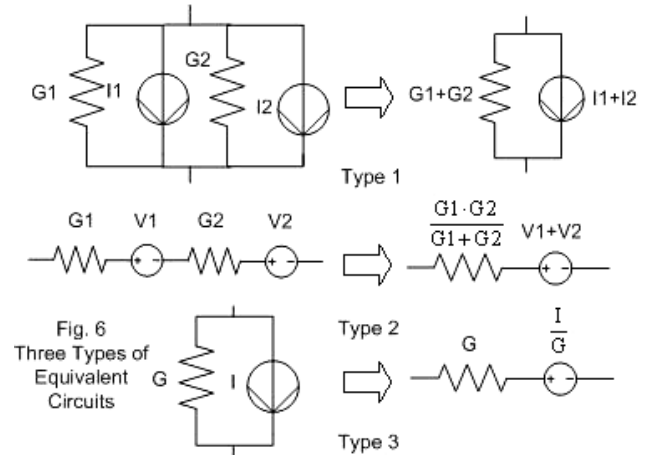 G1 I1 G2 I2
G1+G2 I1+I2
Type 1
G1 V1 G2 V2
+ - + -
G1·G2
G1+G2
V1+V2
+ -
Type 2
Fig. 6
Three Types of
Equivalent
Circuits
G I
G
I
G
+ -
Type 3